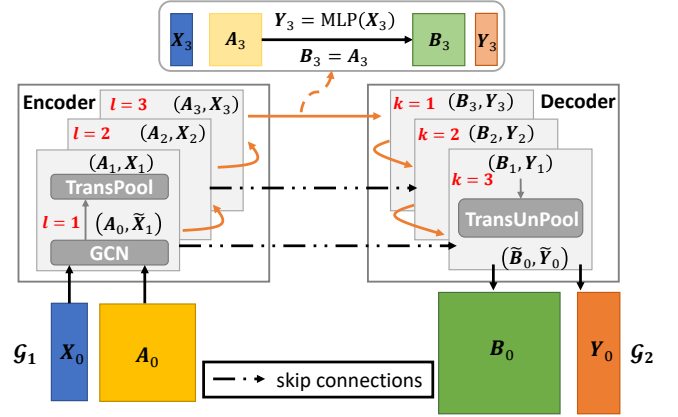 Y₃ = MLP(X₃)
X₃ A₃ B₃ Y₃
B₃ = A₃
Encoder
l = 3 (A₃, X₃)
l = 2 (A₂, X₂)
(A₁, X₁)
TransPool
l = 1 (A₀, X̃₁)
GCN
Decoder
k = 1 (B₃, Y₃)
k = 2 (B₂, Y₂)
(B₁, Y₁)
k = 3
TransUnPool
(B̃₀, Ỹ₀)
𝒢₁ X₀ A₀
B₀ Y₀ 𝒢₂
skip connections